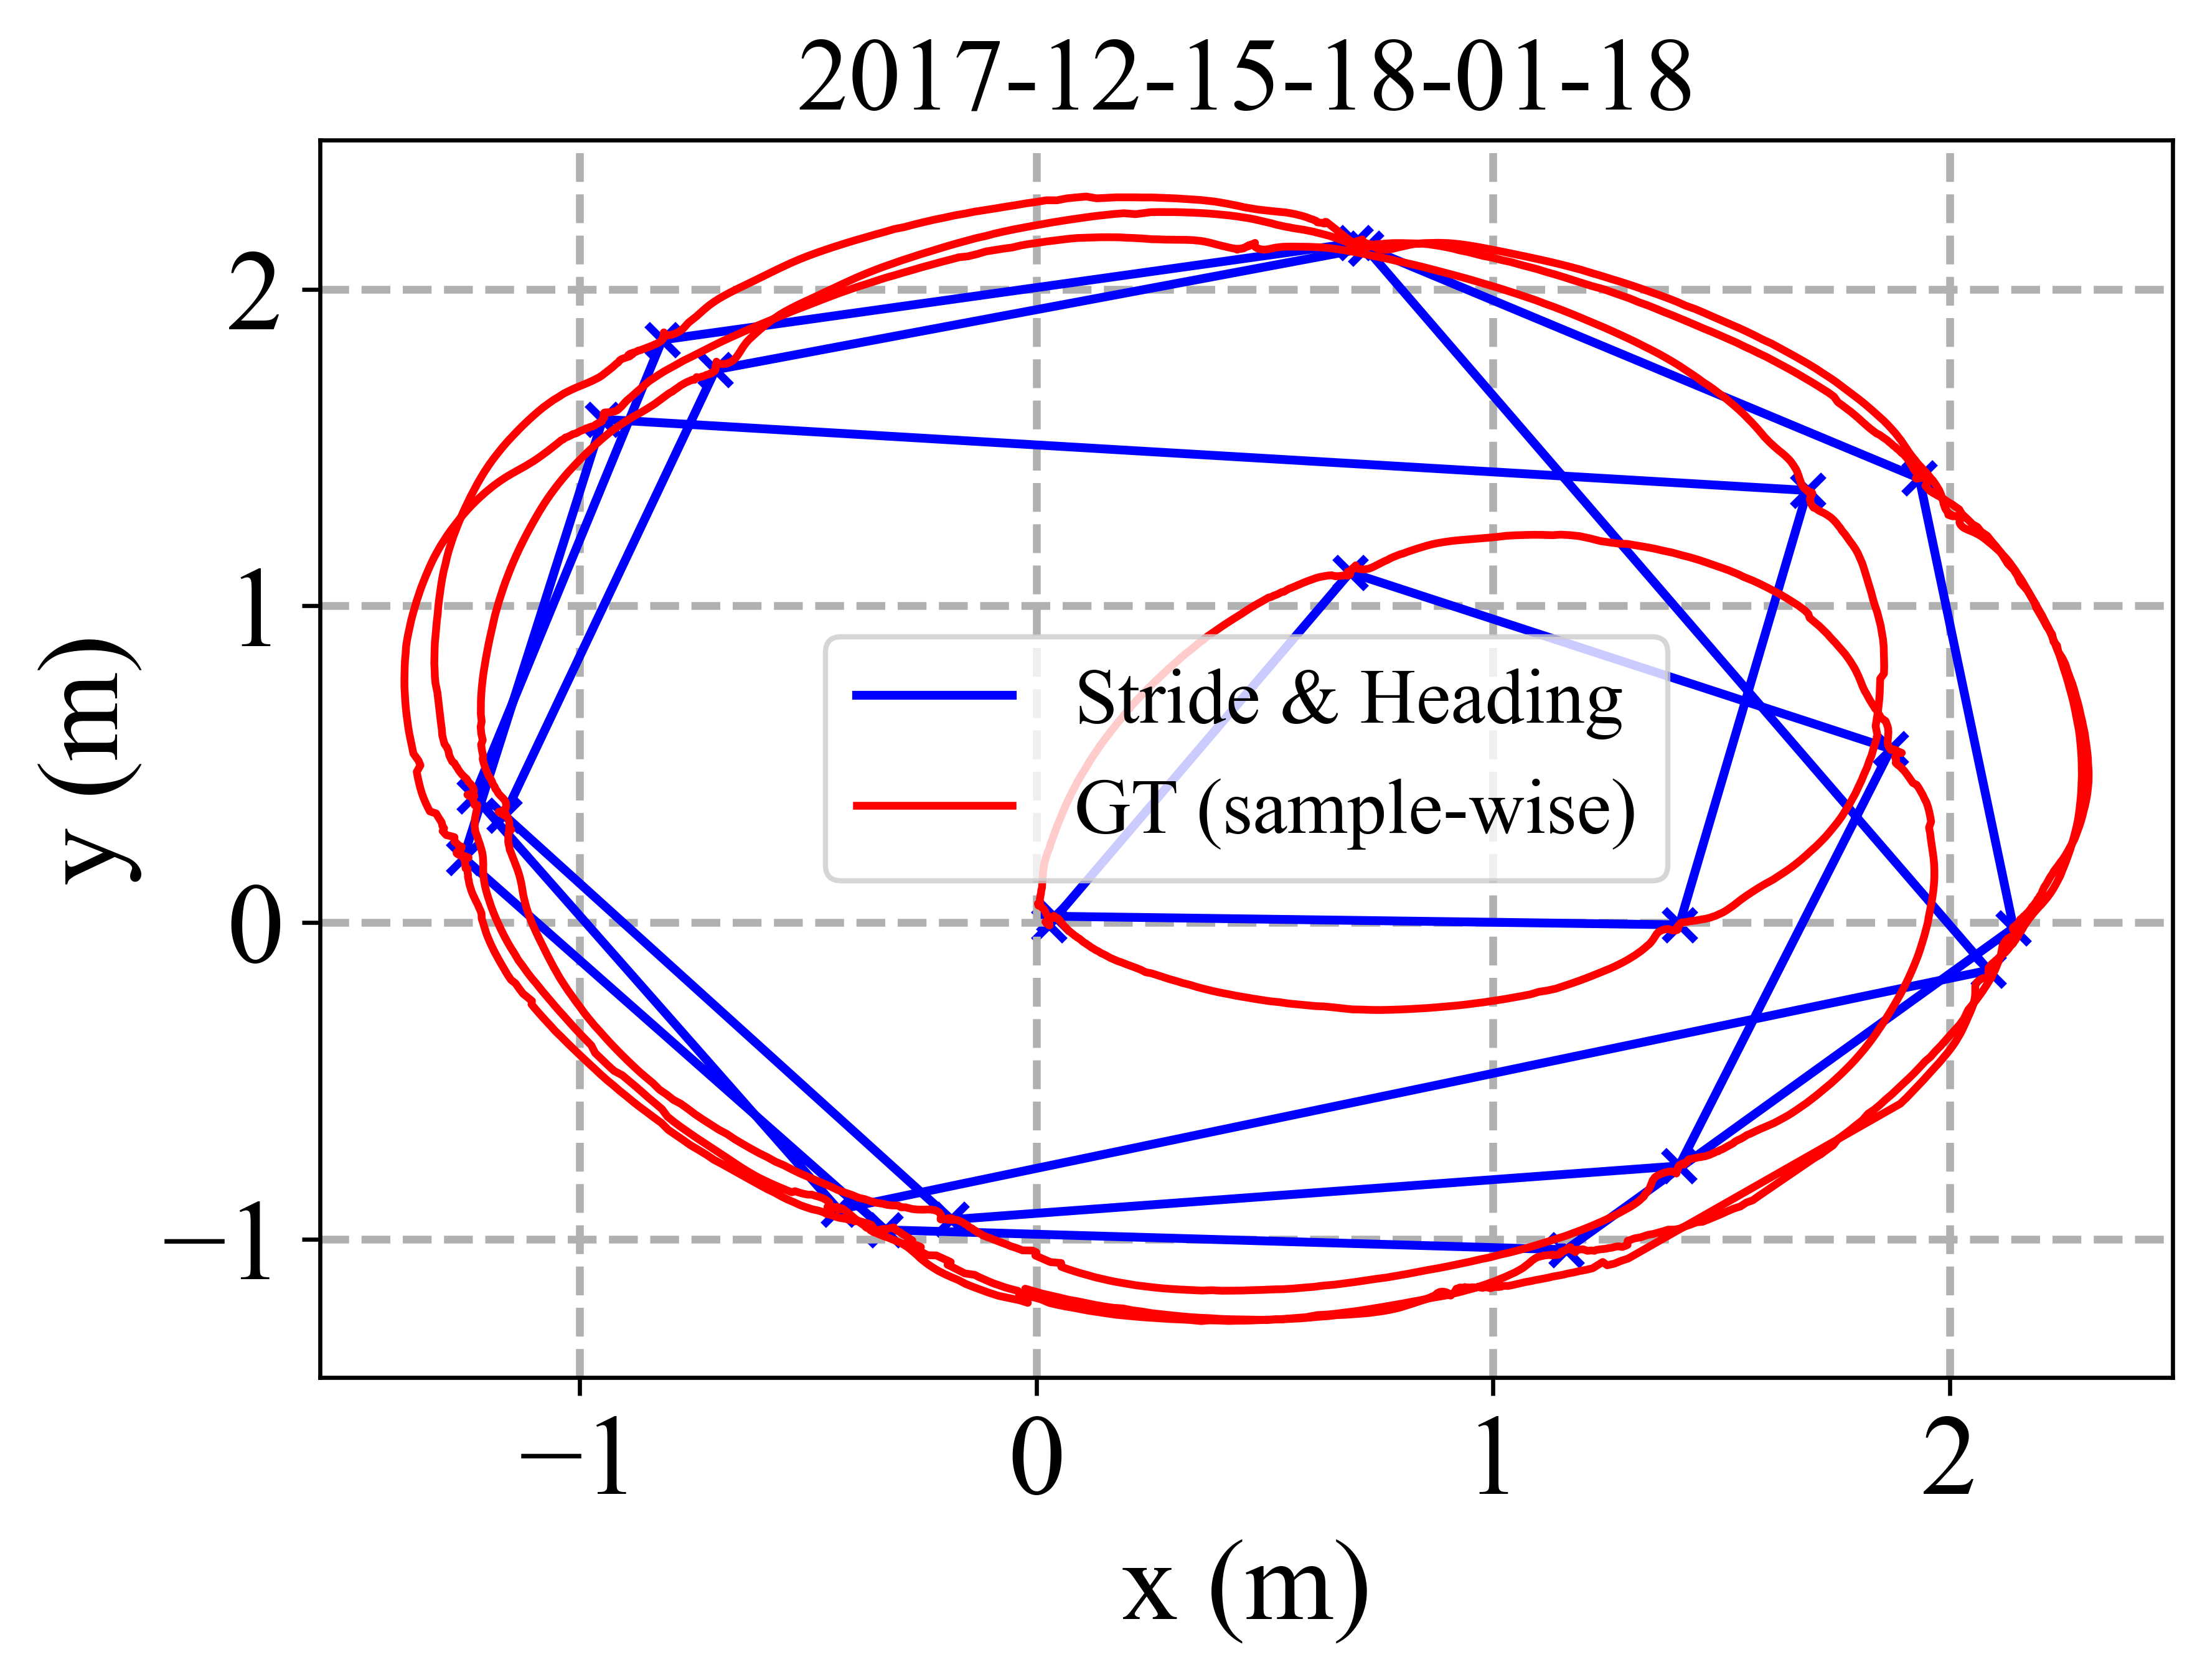 2017-12-15-18-01-18
y (m)
2
1
0
−1
Stride & Heading
GT (sample-wise)
−1
0
1
2
x (m)